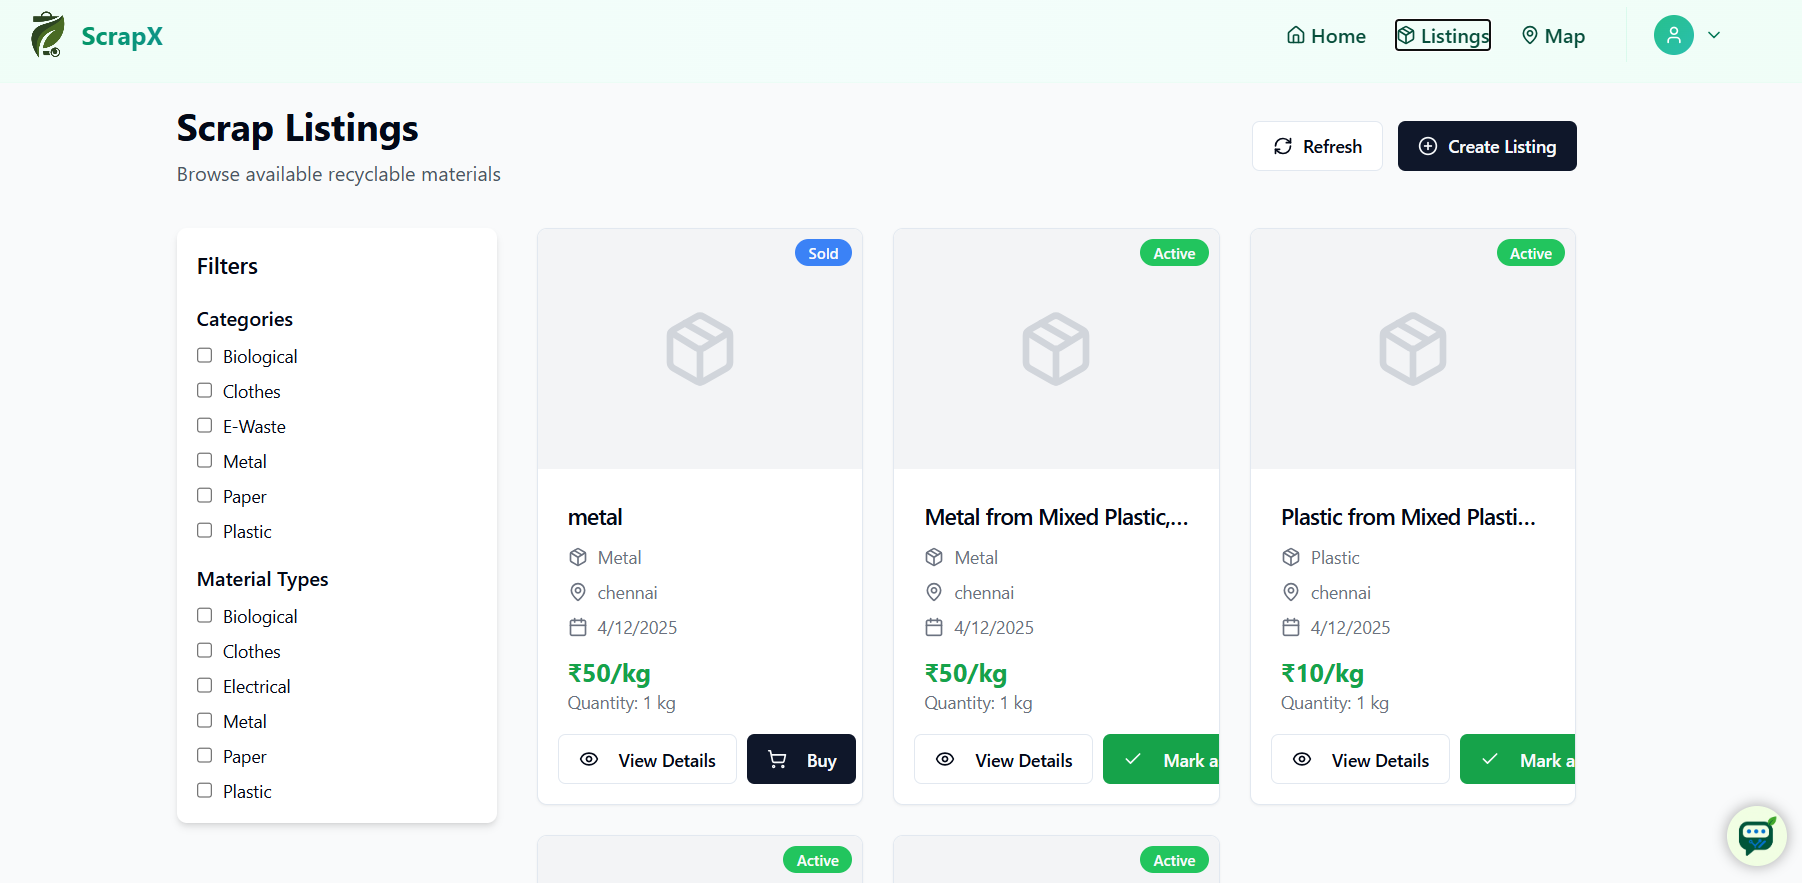 ScrapX
Home
Listings
Map
Scrap Listings
Browse available recyclable materials
Refresh
Create Listing
Filters
Categories
Biological
Clothes
E-Waste
Metal
Paper
Plastic
Material Types
Biological
Clothes
Electrical
Metal
Paper
Plastic
Sold
metal
Metal
chennai
4/12/2025
₹50/kg
Quantity: 1 kg
View Details
Buy
Active
Metal from Mixed Plastic,...
Metal
chennai
4/12/2025
₹50/kg
Quantity: 1 kg
View Details
Mark a
Active
Plastic from Mixed Plasti...
Plastic
chennai
4/12/2025
₹10/kg
Quantity: 1 kg
View Details
Mark a
Active
Active